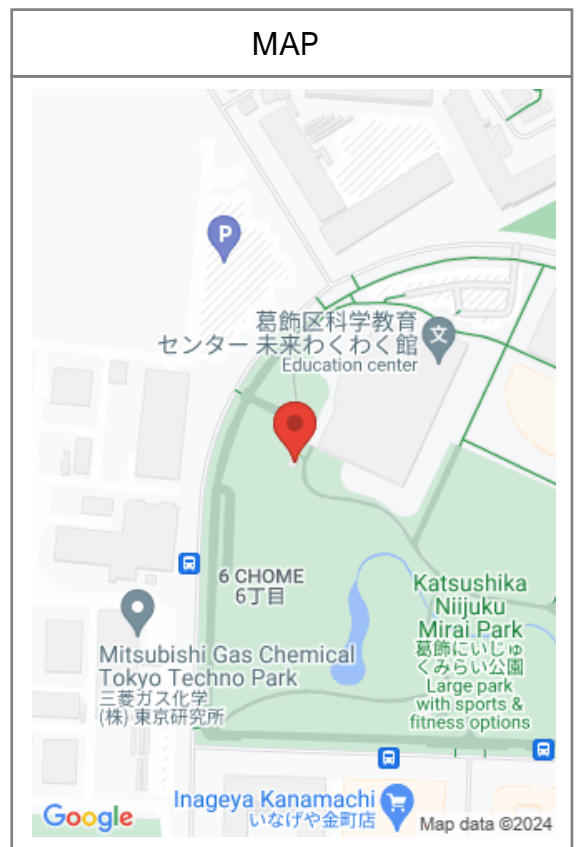 MAP
P
葛飾区科学教育
センター 未来わくわく館
Education center
文
6 CHOME
6丁目
Katsushika
Niijuku
Mirai Park
葛飾にいじゅ
くみらい公園
Large park
with sports &
fitness options
Mitsubishi Gas Chemical
Tokyo Techno Park
三菱ガス化学
(株) 東京研究所
Inageya Kanamachi
いなげや金町店
Google
Map data ©2024